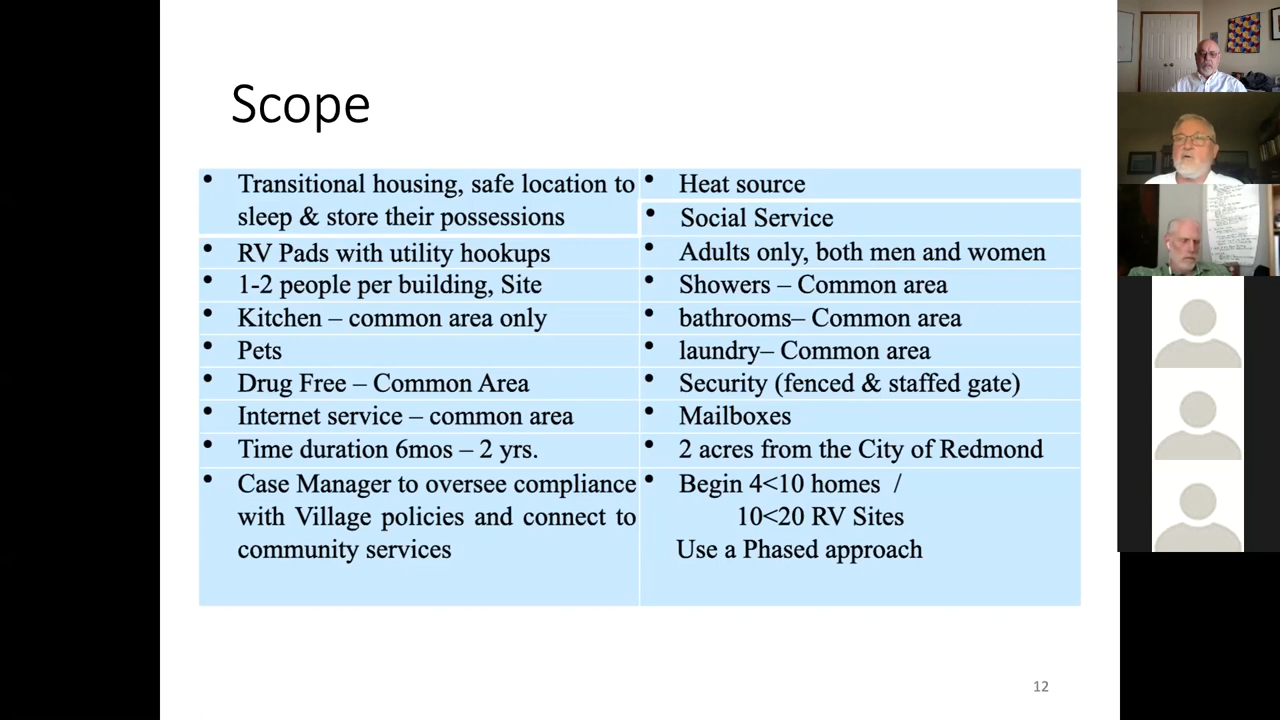 Scope
• Transitional housing, safe location to
sleep & store their possessions
• RV Pads with utility hookups
• 1-2 people per building, Site
• Kitchen – common area only
• Pets
• Drug Free – Common Area
• Internet service – common area
• Time duration 6mos – 2 yrs.
• Case Manager to oversee compliance
with Village policies and connect to
community services
• Heat source
• Social Service
• Adults only, both men and women
• Showers – Common area
• bathrooms– Common area
• laundry– Common area
• Security (fenced & staffed gate)
• Mailboxes
• 2 acres from the City of Redmond
• Begin 4<10 homes /
10<20 RV Sites
Use a Phased approach
12